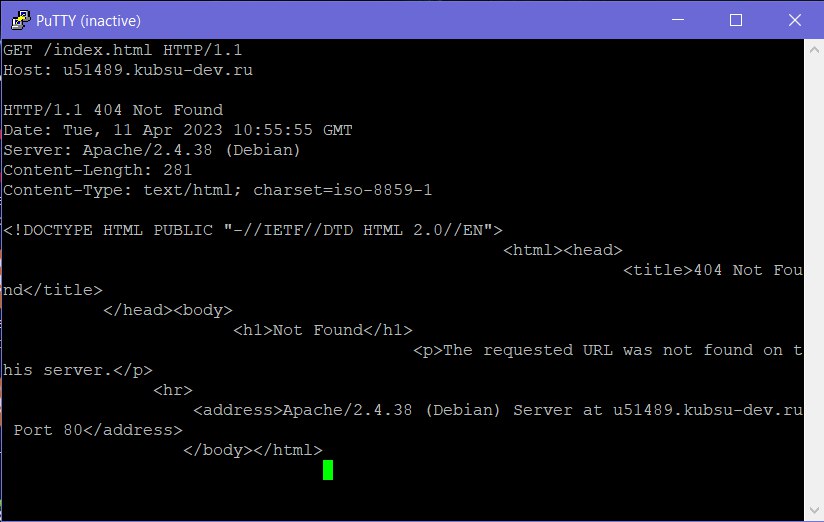 PuTTY (inactive)
GET /index.html HTTP/1.1
Host: u51489.kubsu-dev.ru
HTTP/1.1 404 Not Found
Date: Tue, 11 Apr 2023 10:55:55 GMT
Server: Apache/2.4.38 (Debian)
Content-Length: 281
Content-Type: text/html; charset=iso-8859-1
<!DOCTYPE HTML PUBLIC "-//IETF//DTD HTML 2.0//EN">
<html><head>
<title>404 Not Fou
nd</title>
</head><body>
<h1>Not Found</h1>
<p>The requested URL was not found on t
his server.</p>
<hr>
<address>Apache/2.4.38 (Debian) Server at u51489.kubsu-dev.ru
Port 80</address>
</body></html>